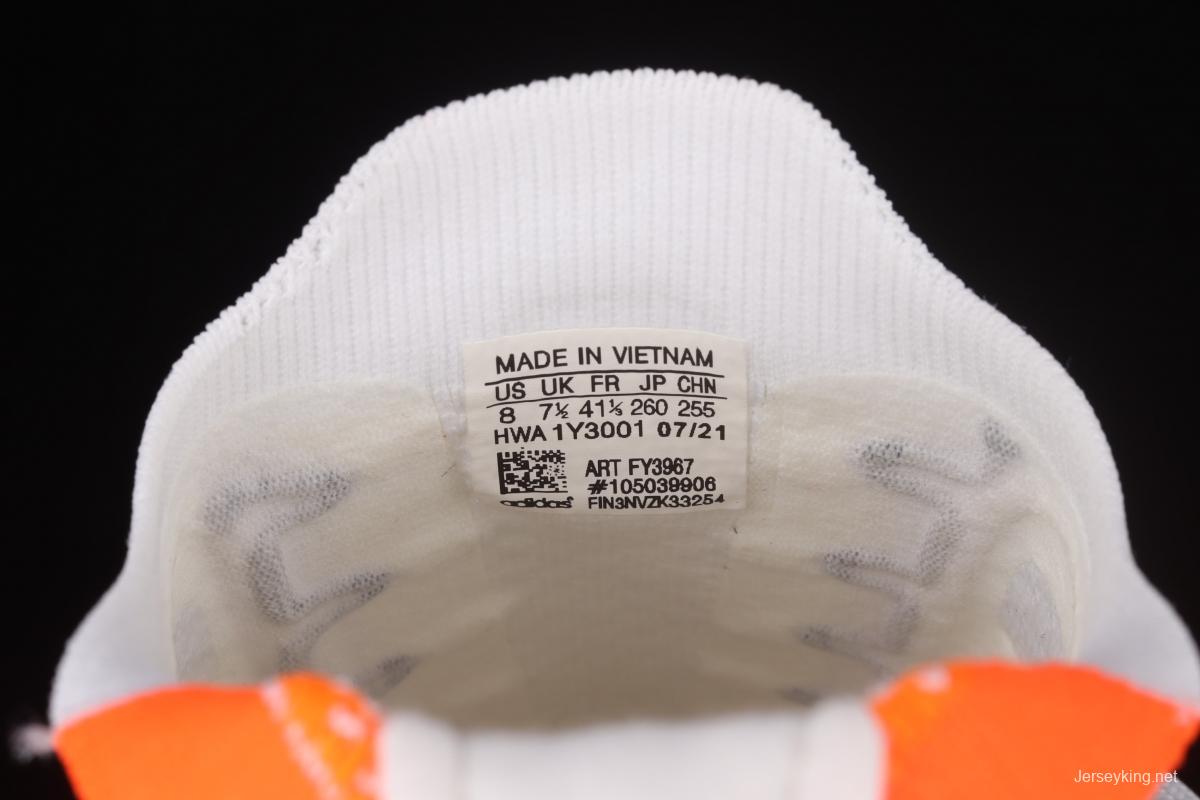 MADE IN VIETNAM
US UK FR JP CHN
8 7½ 41⅓ 260 255
HWA 1Y3001 07/21
ART FY3967
#105039906
adidas FIN3NVZK33254
Jerseyking.net